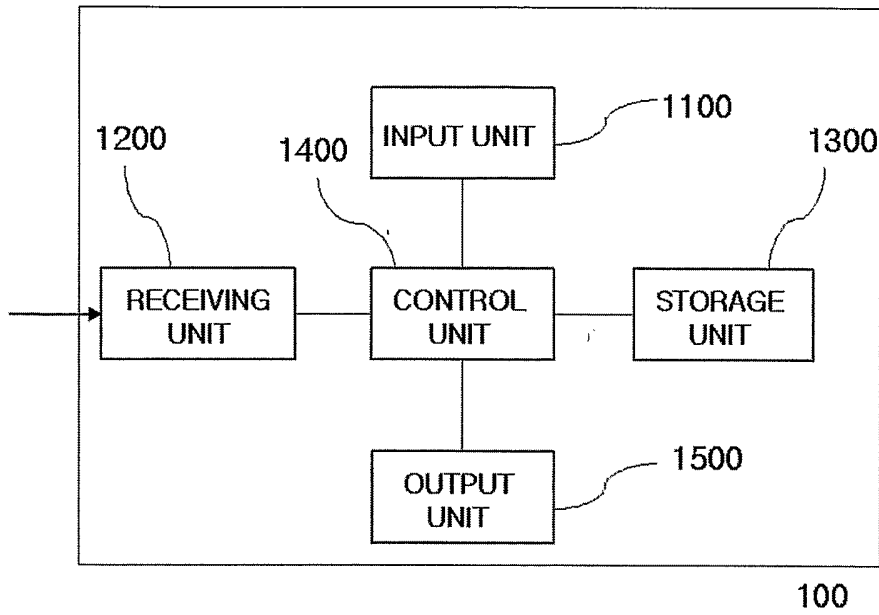 1100
INPUT UNIT
1200
1400
1300
RECEIVING
UNIT
CONTROL
UNIT
STORAGE
UNIT
1500
OUTPUT
UNIT
100